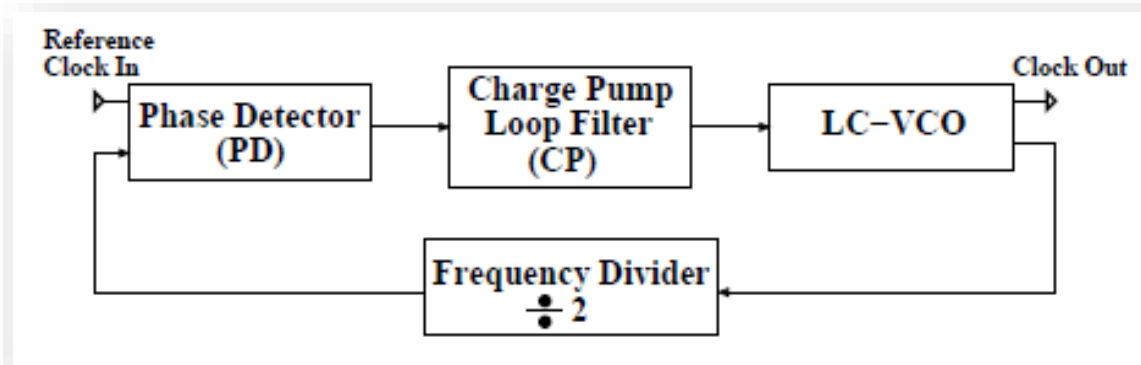 Reference
Clock In
Phase Detector
(PD)
Charge Pump
Loop Filter
(CP)
LC−VCO
Clock Out
Frequency Divider
÷ 2